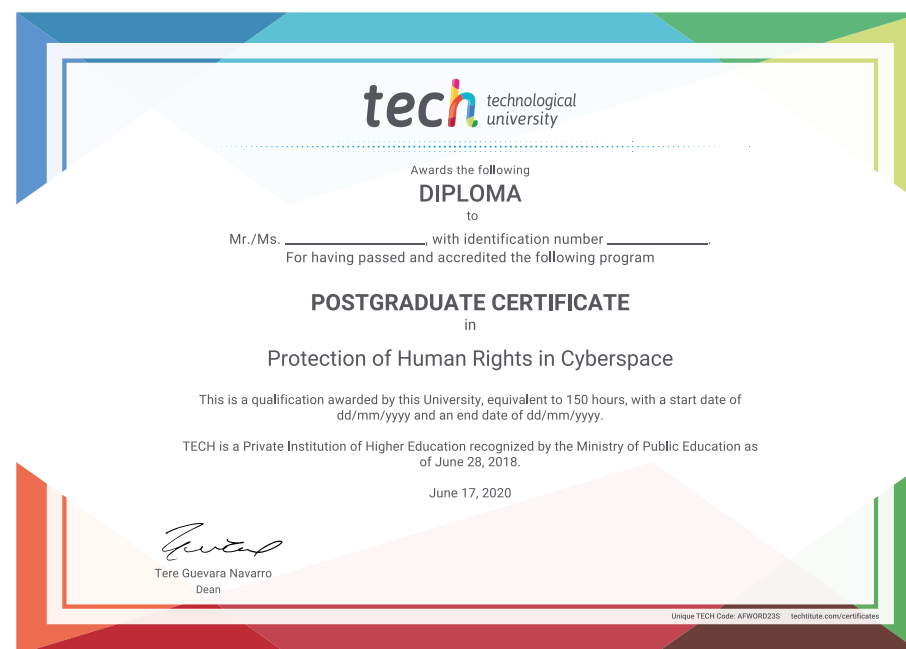 tech technological
university
Awards the following
DIPLOMA
to
Mr./Ms. ____________, with identification number ____________.
For having passed and accredited the following program
POSTGRADUATE CERTIFICATE
in
Protection of Human Rights in Cyberspace
This is a qualification awarded by this University, equivalent to 150 hours, with a start date of
dd/mm/yyyy and an end date of dd/mm/yyyy.
TECH is a Private Institution of Higher Education recognized by the Ministry of Public Education as
of June 28, 2018.
June 17, 2020
Tere Guevara Navarro
Dean
Unique TECH Code: AFWORD23S techtitute.com/certificates